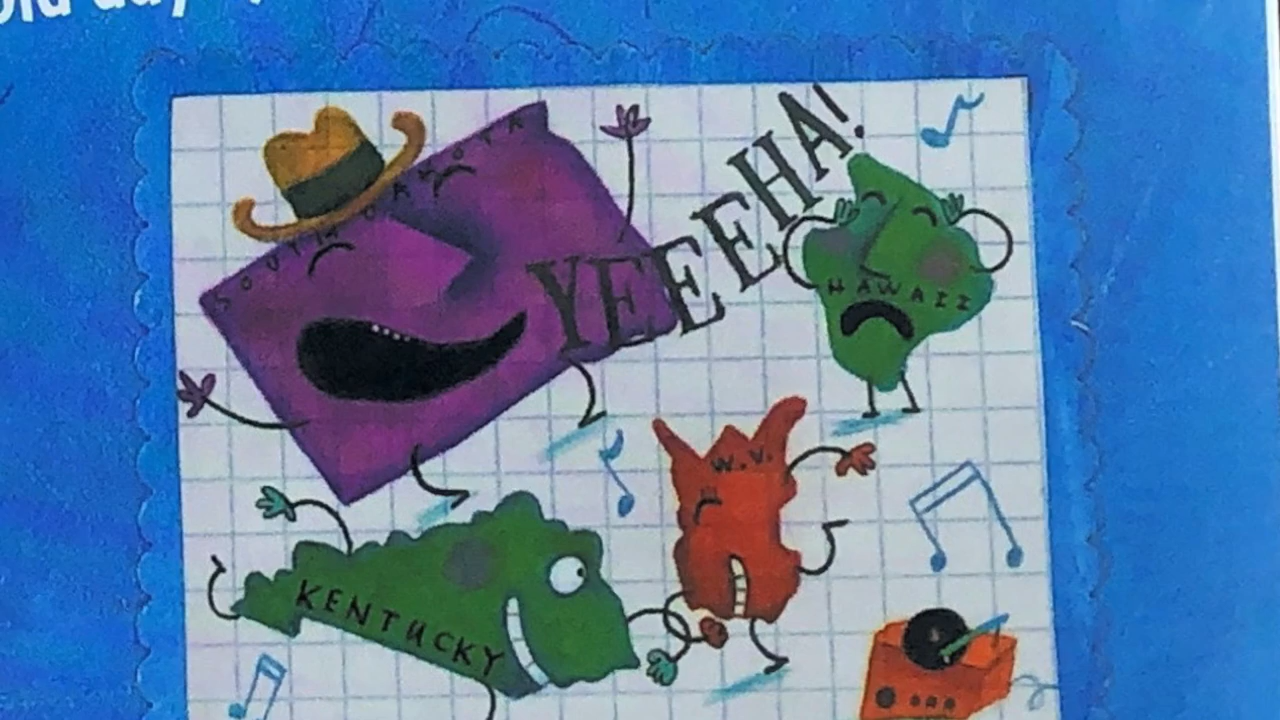 SOUTH DAKOTA
YEEEHA!
HAWAII
W.V.
KENTUCKY